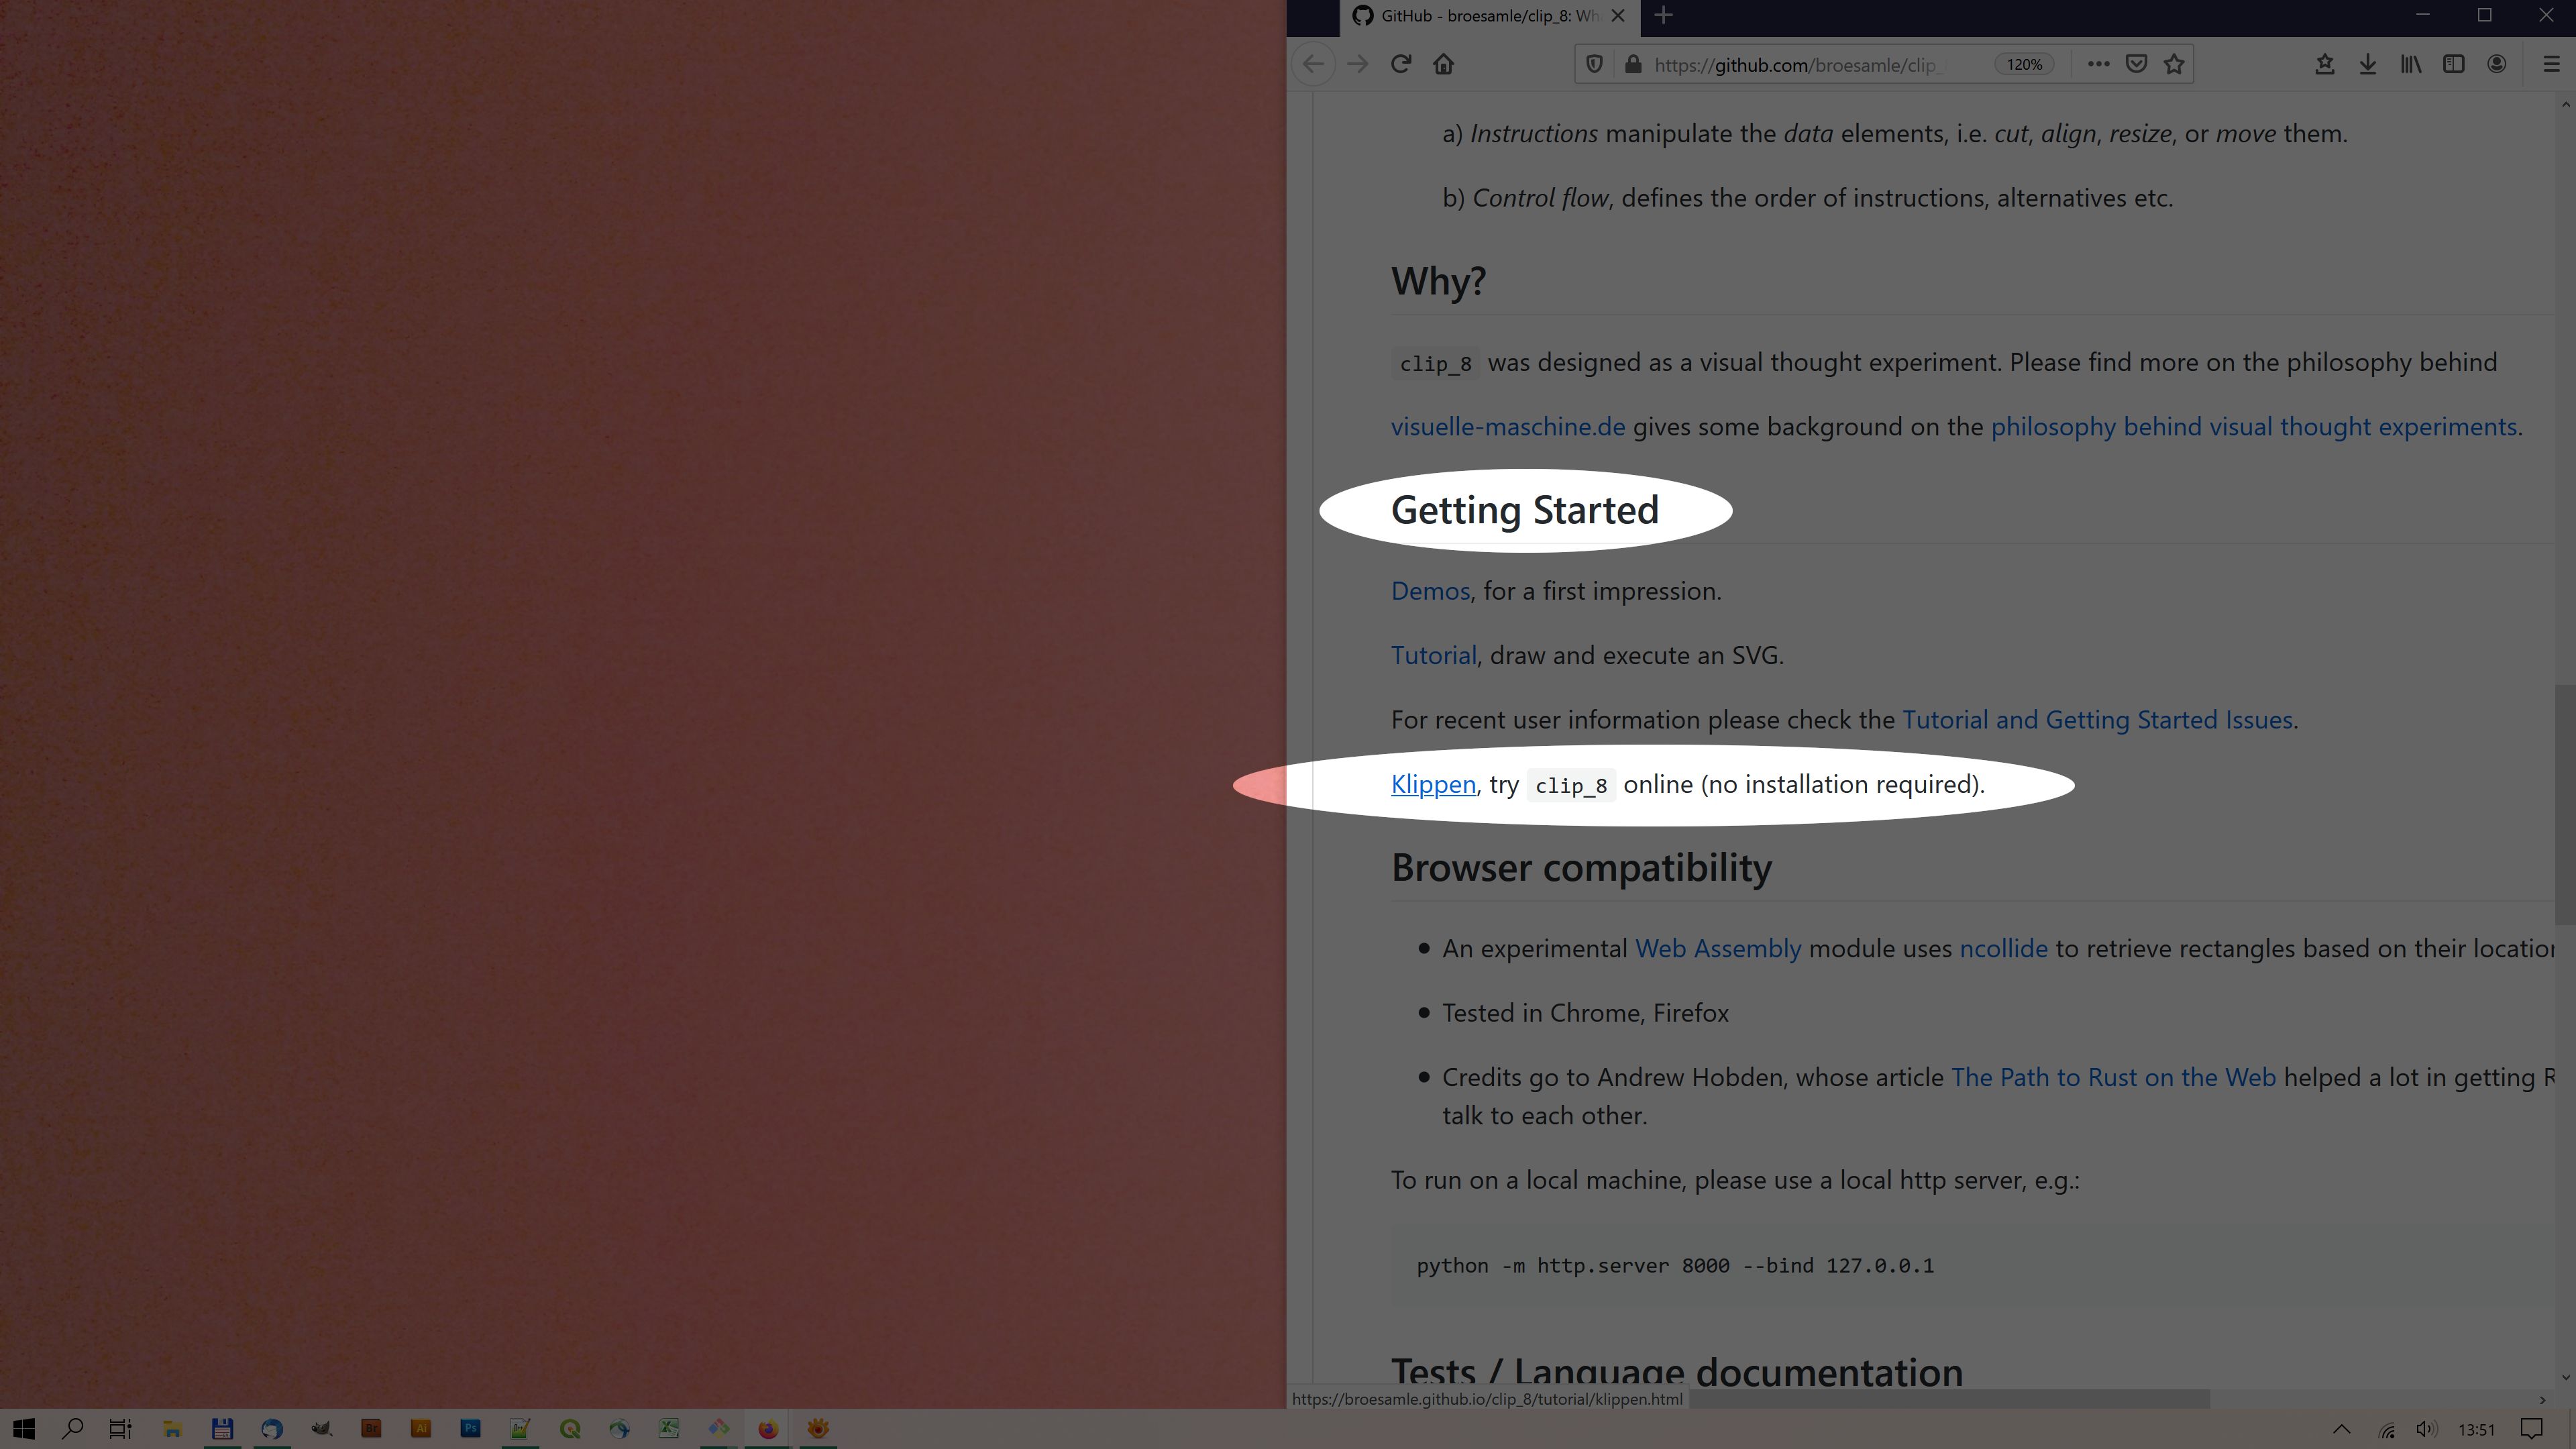 GitHub - broesamle/clip_8: Wh
https://github.com/broesamle/clip_
120%
a) Instructions manipulate the data elements, i.e. cut, align, resize, or move them.
b) Control flow, defines the order of instructions, alternatives etc.
Why?
clip_8 was designed as a visual thought experiment. Please find more on the philosophy behind
visuelle-maschine.de gives some background on the philosophy behind visual thought experiments.
Getting Started
Demos, for a first impression.
Tutorial, draw and execute an SVG.
For recent user information please check the Tutorial and Getting Started Issues.
Klippen, try clip_8 online (no installation required).
Browser compatibility
An experimental Web Assembly module uses ncollide to retrieve rectangles based on their location
Tested in Chrome, Firefox
Credits go to Andrew Hobden, whose article The Path to Rust on the Web helped a lot in getting R
talk to each other.
To run on a local machine, please use a local http server, e.g.:
python -m http.server 8000 --bind 127.0.0.1
Tests / Language documentation
https://broesamle.github.io/clip_8/tutorial/klippen.html
Br
Ai
Ps
13:51